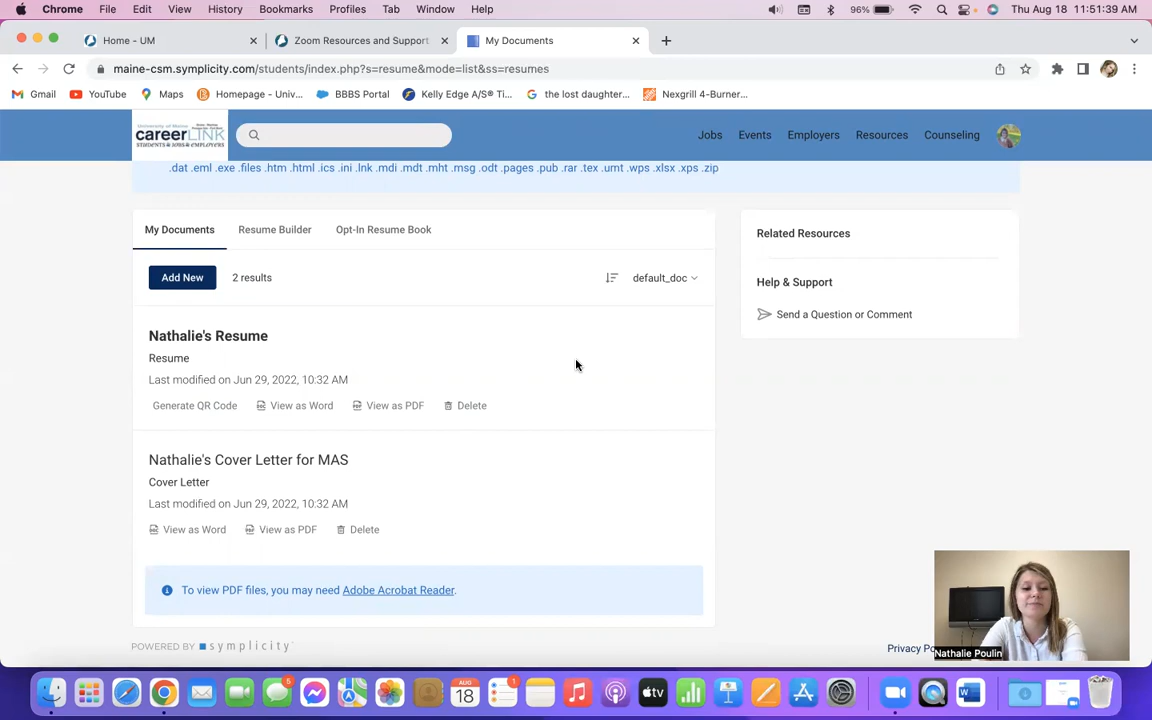 Chrome File Edit View History Bookmarks Profiles Tab Window Help 96% Thu Aug 18 11:51:39 AM
Home - UM Zoom Resources and Support My Documents
maine-csm.symplicity.com/students/index.php?s=resume&mode=list&ss=resumes
Gmail YouTube Maps Homepage - Univ... BBBS Portal Kelly Edge A/S® Ti... the lost daughter... Nexgrill 4-Burner...
careerLINK
STUDENTS & JOBS & EMPLOYERS
Jobs Events Employers Resources Counseling
.dat .eml .exe .files .htm .html .ics .ini .lnk .mdi .mdt .mht .msg .odt .pages .pub .rar .tex .umt .wps .xlsx .xps .zip
My Documents Resume Builder Opt-In Resume Book
Add New 2 results default_doc
Nathalie's Resume
Resume
Last modified on Jun 29, 2022, 10:32 AM
Generate QR Code View as Word View as PDF Delete
Nathalie's Cover Letter for MAS
Cover Letter
Last modified on Jun 29, 2022, 10:32 AM
View as Word View as PDF Delete
To view PDF files, you may need Adobe Acrobat Reader.
POWERED BY symplicity
Related Resources
Help & Support
Send a Question or Comment
Privacy Po
Nathalie Poulin
AUG
18
5
1
tv
W